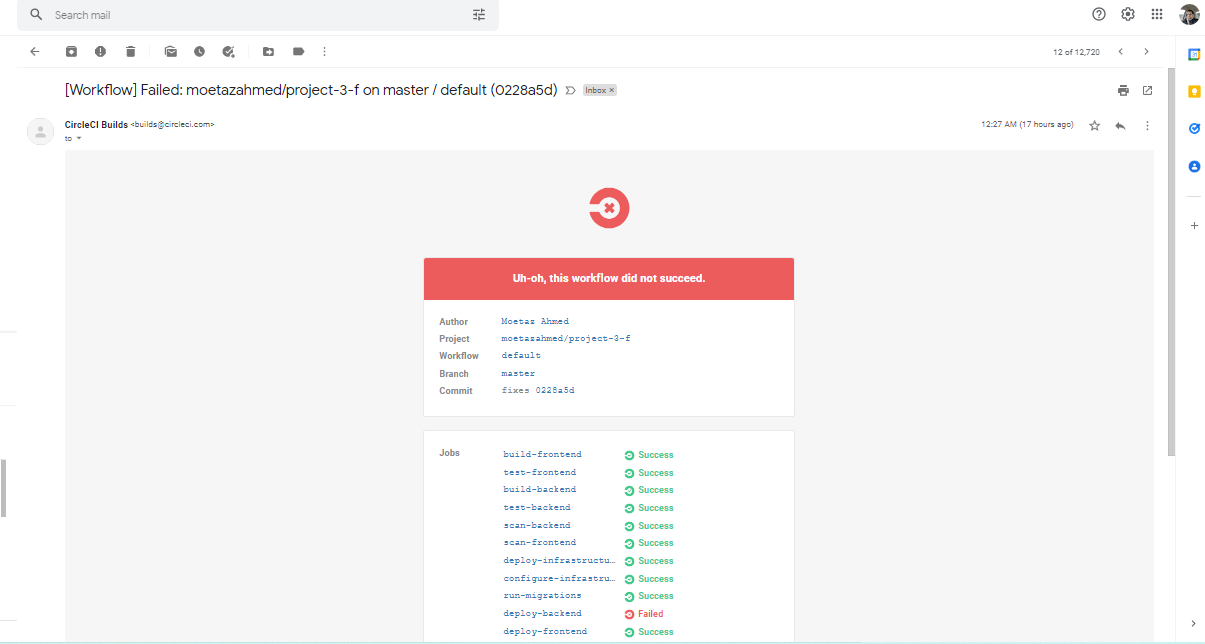 Search mail
12 of 12,720
[Workflow] Failed: moetazahmed/project-3-f on master / default (0228a5d) Inbox ×
CircleCI Builds <builds@circleci.com> 12:27 AM (17 hours ago)
to
Uh-oh, this workflow did not succeed.
Author Moetaz Ahmed
Project moetazahmed/project-3-f
Workflow default
Branch master
Commit fixes 0228a5d
Jobs build-frontend Success
test-frontend Success
build-backend Success
test-backend Success
scan-backend Success
scan-frontend Success
deploy-infrastructu… Success
configure-infrastru… Success
run-migrations Success
deploy-backend Failed
deploy-frontend Success